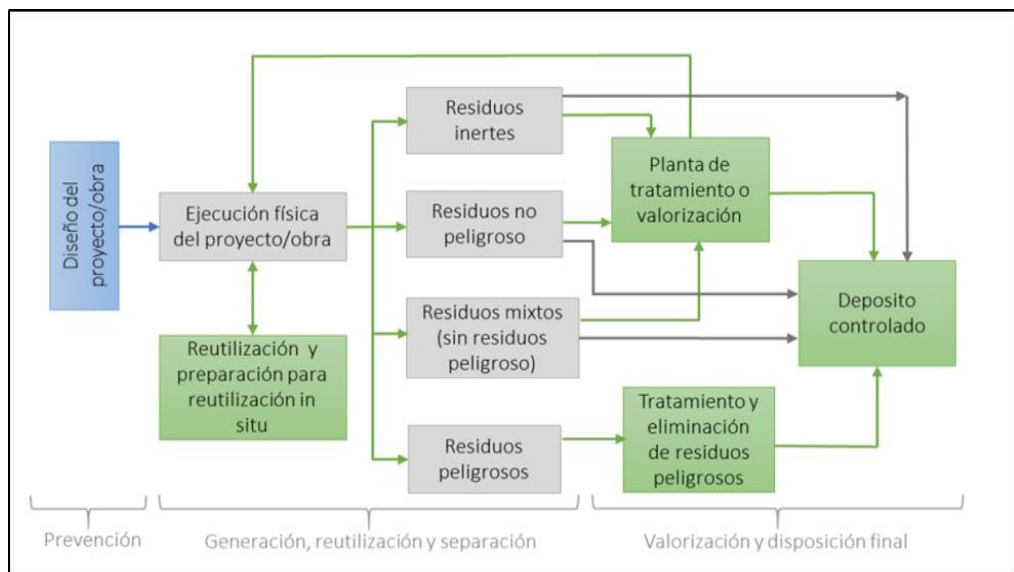 Diseño del
proyecto/obra
Ejecución física
del proyecto/obra
Reutilización y
preparación para
reutilización in
situ
Residuos
inertes
Residuos no
peligroso
Residuos mixtos
(sin residuos
peligroso)
Residuos
peligrosos
Planta de
tratamiento o
valorización
Tratamiento y
eliminación
de residuos
peligrosos
Deposito
controlado
Prevención
Generación, reutilización y separación
Valorización y disposición final